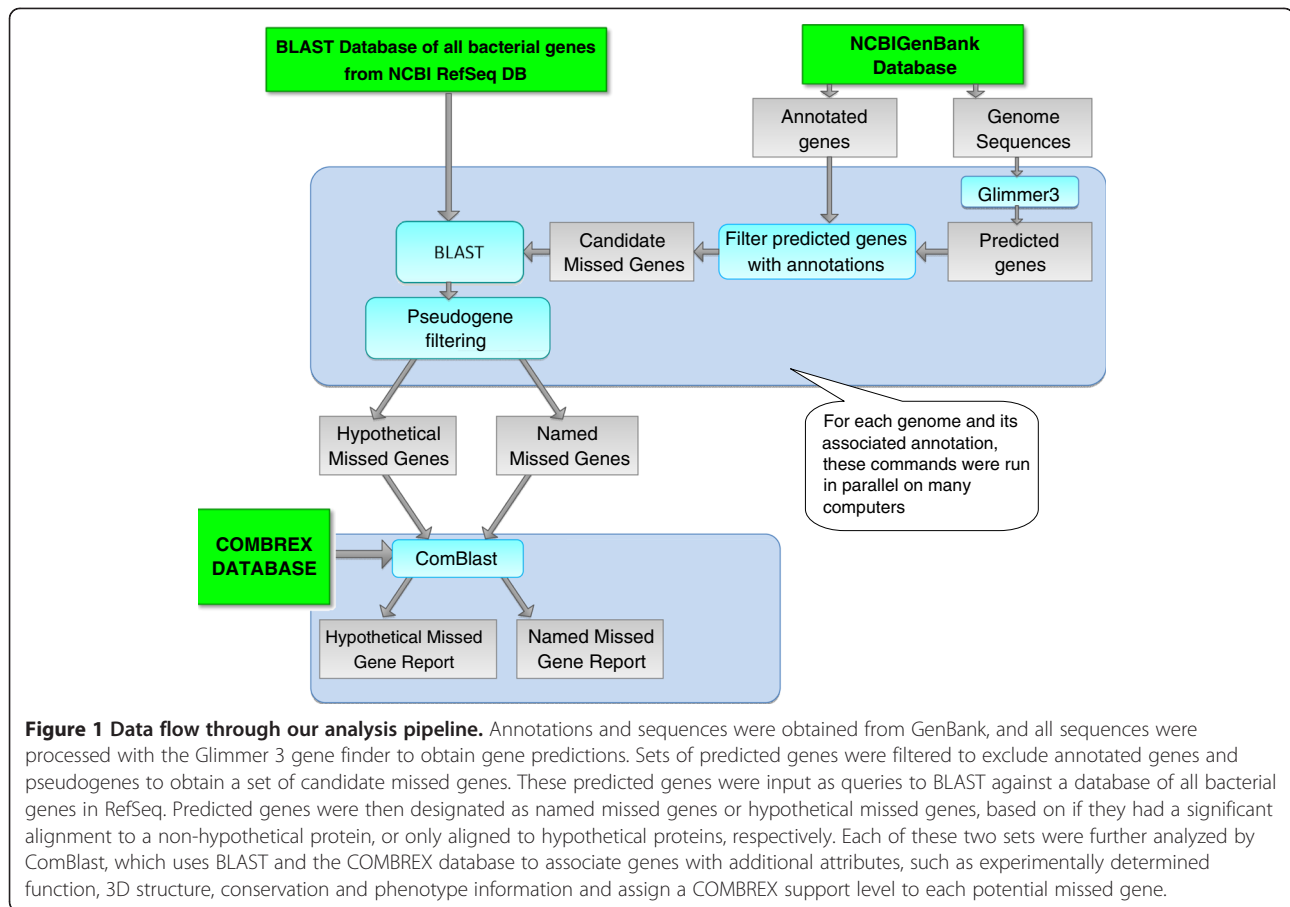 BLAST Database of all bacterial genes
from NCBI RefSeq DB
NCBIGenBank
Database
Annotated
genes
Genome
Sequences
Glimmer3
BLAST
Candidate
Missed Genes
Filter predicted genes
with annotations
Predicted
genes
Pseudogene
filtering
For each genome and its
associated annotation,
these commands were run
in parallel on many
computers
Hypothetical
Missed Genes
Named
Missed Genes
COMBREX
DATABASE
ComBlast
Hypothetical Missed
Gene Report
Named Missed
Gene Report
Figure 1 Data flow through our analysis pipeline. Annotations and sequences were obtained from GenBank, and all sequences were
processed with the Glimmer 3 gene finder to obtain gene predictions. Sets of predicted genes were filtered to exclude annotated genes and
pseudogenes to obtain a set of candidate missed genes. These predicted genes were input as queries to BLAST against a database of all bacterial
genes in RefSeq. Predicted genes were then designated as named missed genes or hypothetical missed genes, based on if they had a significant
alignment to a non-hypothetical protein, or only aligned to hypothetical proteins, respectively. Each of these two sets were further analyzed by
ComBlast, which uses BLAST and the COMBREX database to associate genes with additional attributes, such as experimentally determined
function, 3D structure, conservation and phenotype information and assign a COMBREX support level to each potential missed gene.